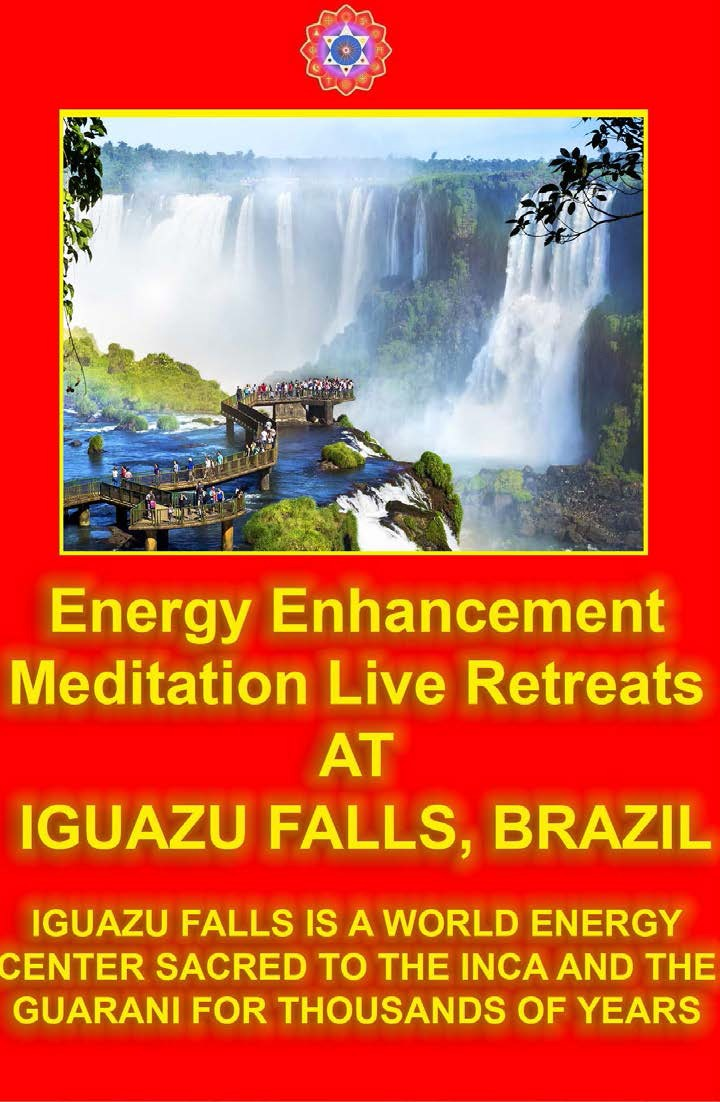 Energy Enhancement
Meditation Live Retreats
AT
IGUAZU FALLS, BRAZIL
IGUAZU FALLS IS A WORLD ENERGY
CENTER SACRED TO THE INCA AND THE
GUARANI FOR THOUSANDS OF YEARS